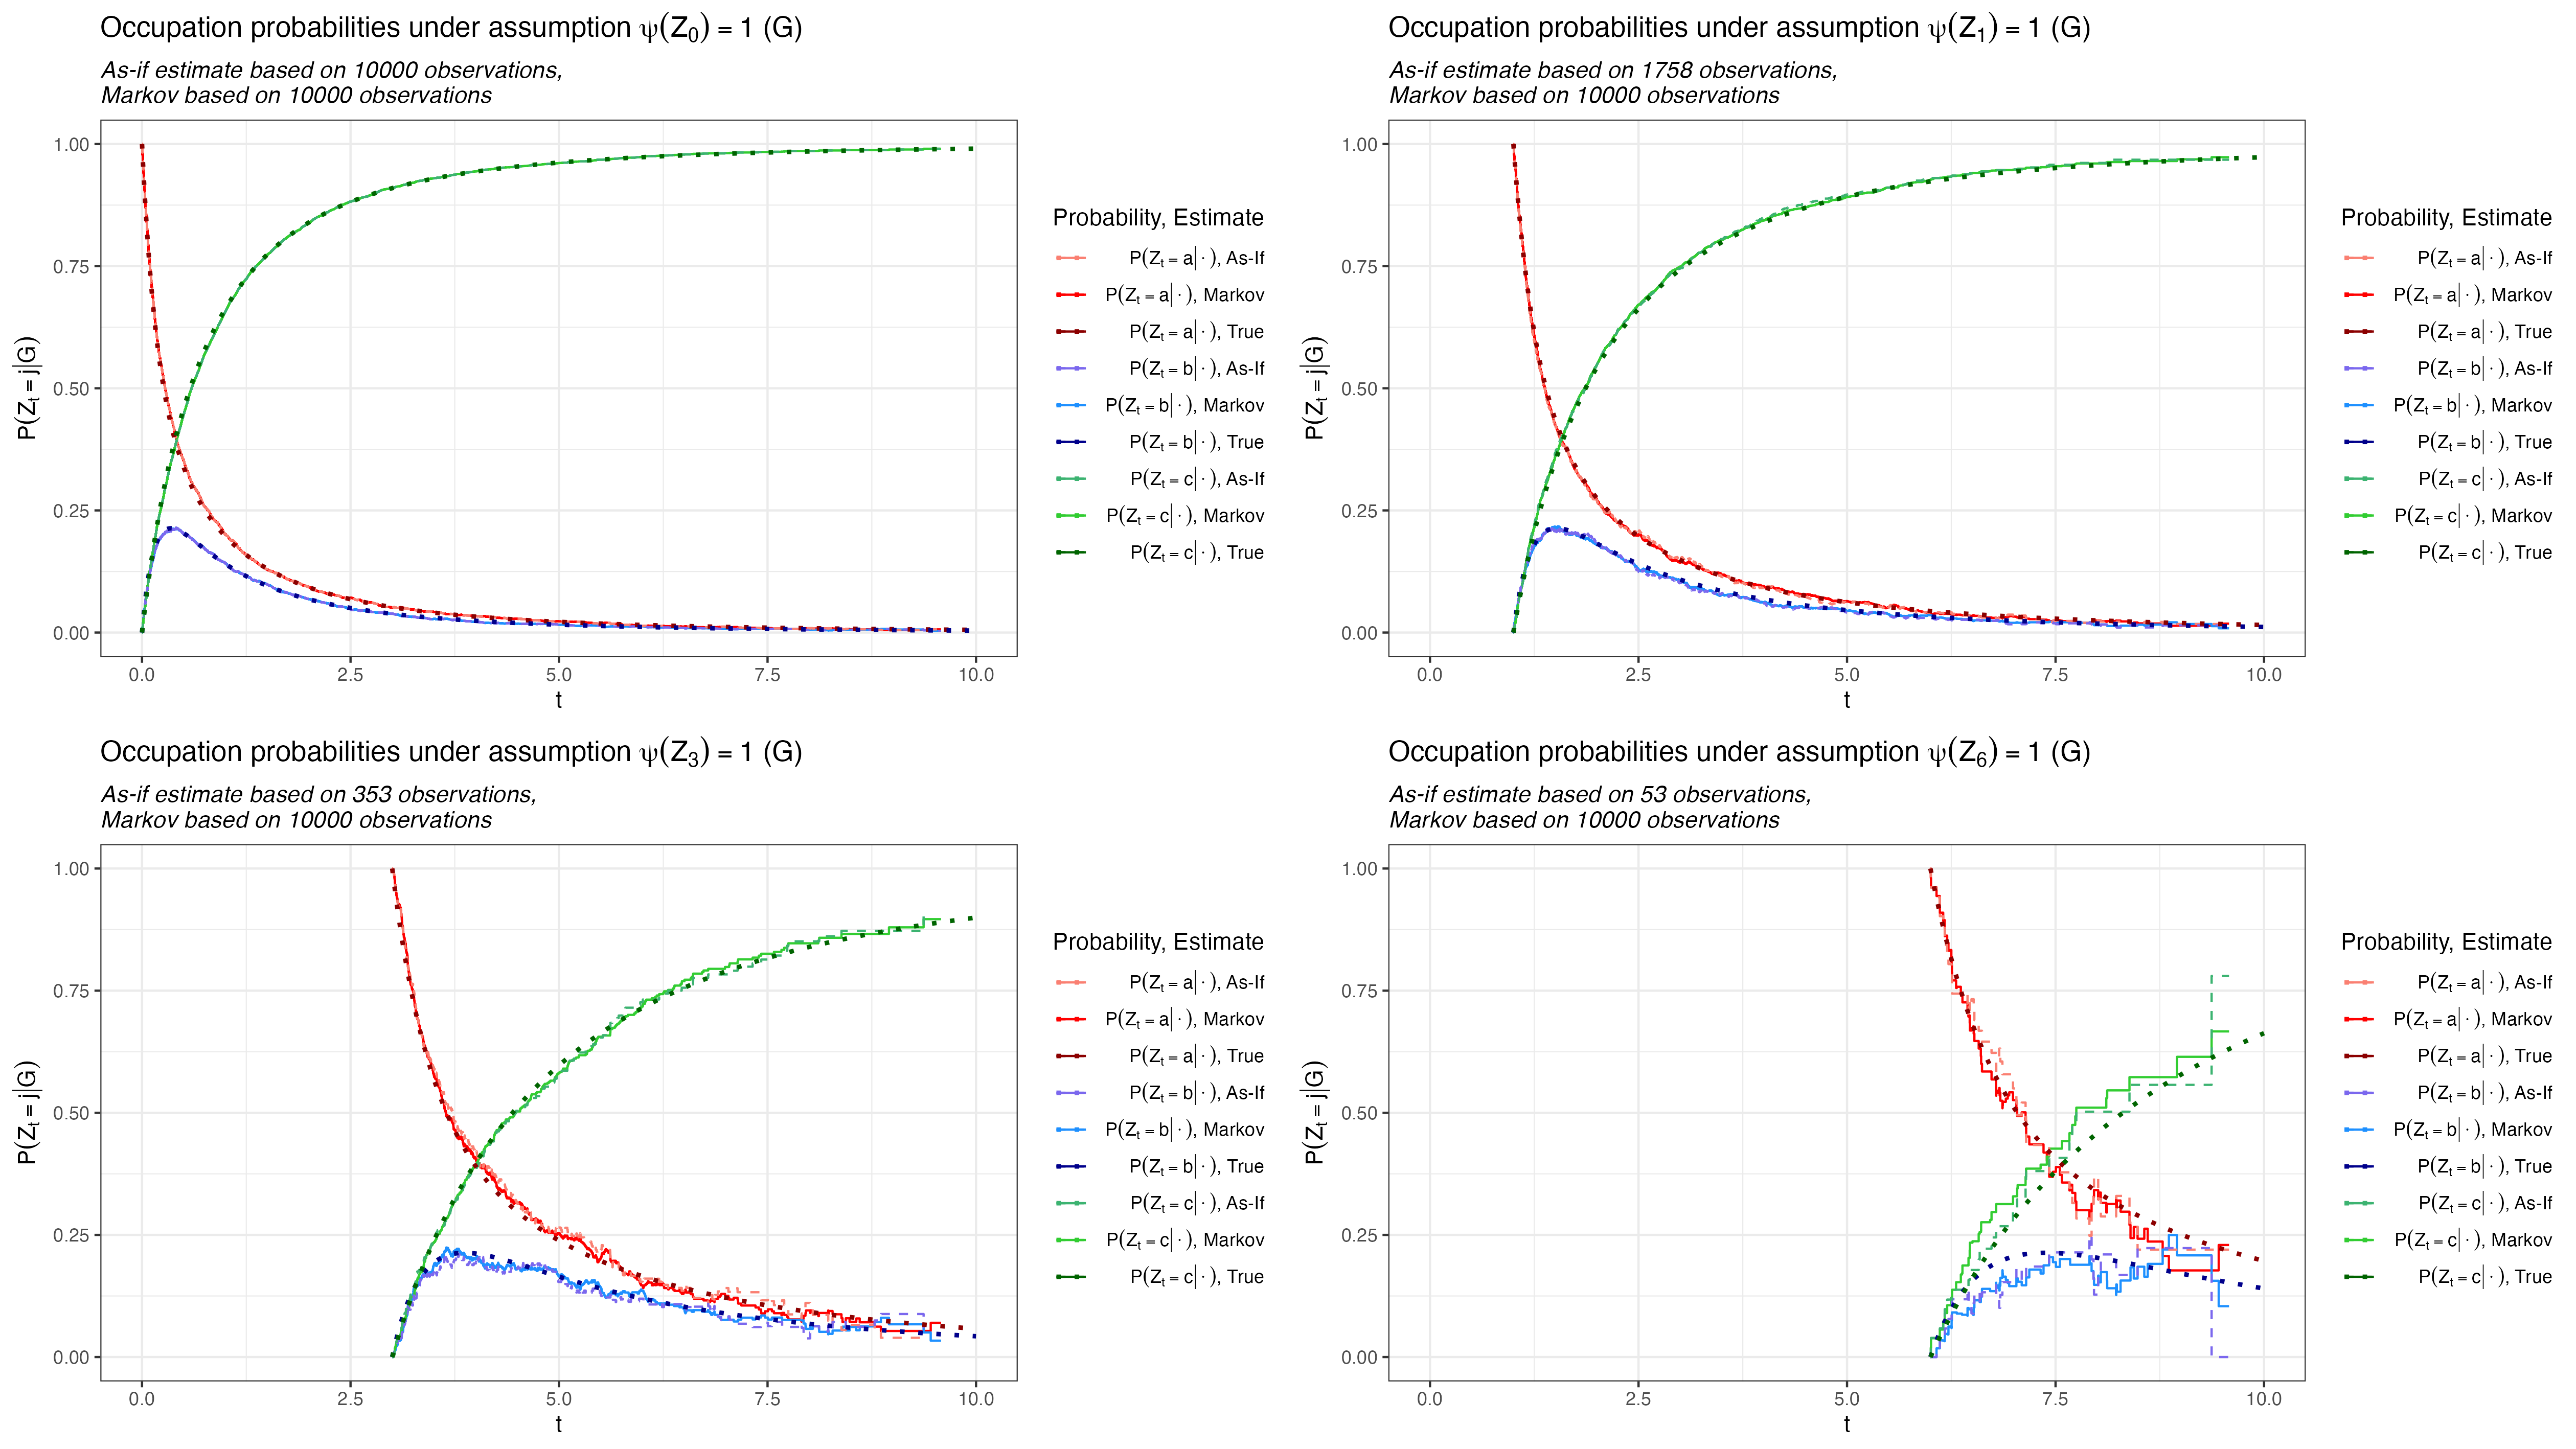 Occupation probabilities under assumption ψ(Z₀) = 1 (G)
As-if estimate based on 10000 observations,
Markov based on 10000 observations
P(Zₜ = j|G)
1.00
0.75
0.50
0.25
0.00
0.0 2.5 5.0 7.5 10.0
t
Probability, Estimate
P(Zₜ = a| · ), As-If
P(Zₜ = a| · ), Markov
P(Zₜ = a| · ), True
P(Zₜ = b| · ), As-If
P(Zₜ = b| · ), Markov
P(Zₜ = b| · ), True
P(Zₜ = c| · ), As-If
P(Zₜ = c| · ), Markov
P(Zₜ = c| · ), True
Occupation probabilities under assumption ψ(Z₁) = 1 (G)
As-if estimate based on 1758 observations,
Markov based on 10000 observations
P(Zₜ = j|G)
1.00
0.75
0.50
0.25
0.00
0.0 2.5 5.0 7.5 10.0
t
Probability, Estimate
P(Zₜ = a| · ), As-If
P(Zₜ = a| · ), Markov
P(Zₜ = a| · ), True
P(Zₜ = b| · ), As-If
P(Zₜ = b| · ), Markov
P(Zₜ = b| · ), True
P(Zₜ = c| · ), As-If
P(Zₜ = c| · ), Markov
P(Zₜ = c| · ), True
Occupation probabilities under assumption ψ(Z₃) = 1 (G)
As-if estimate based on 353 observations,
Markov based on 10000 observations
P(Zₜ = j|G)
1.00
0.75
0.50
0.25
0.00
0.0 2.5 5.0 7.5 10.0
t
Probability, Estimate
P(Zₜ = a| · ), As-If
P(Zₜ = a| · ), Markov
P(Zₜ = a| · ), True
P(Zₜ = b| · ), As-If
P(Zₜ = b| · ), Markov
P(Zₜ = b| · ), True
P(Zₜ = c| · ), As-If
P(Zₜ = c| · ), Markov
P(Zₜ = c| · ), True
Occupation probabilities under assumption ψ(Z₆) = 1 (G)
As-if estimate based on 53 observations,
Markov based on 10000 observations
P(Zₜ = j|G)
1.00
0.75
0.50
0.25
0.00
0.0 2.5 5.0 7.5 10.0
t
Probability, Estimate
P(Zₜ = a| · ), As-If
P(Zₜ = a| · ), Markov
P(Zₜ = a| · ), True
P(Zₜ = b| · ), As-If
P(Zₜ = b| · ), Markov
P(Zₜ = b| · ), True
P(Zₜ = c| · ), As-If
P(Zₜ = c| · ), Markov
P(Zₜ = c| · ), True